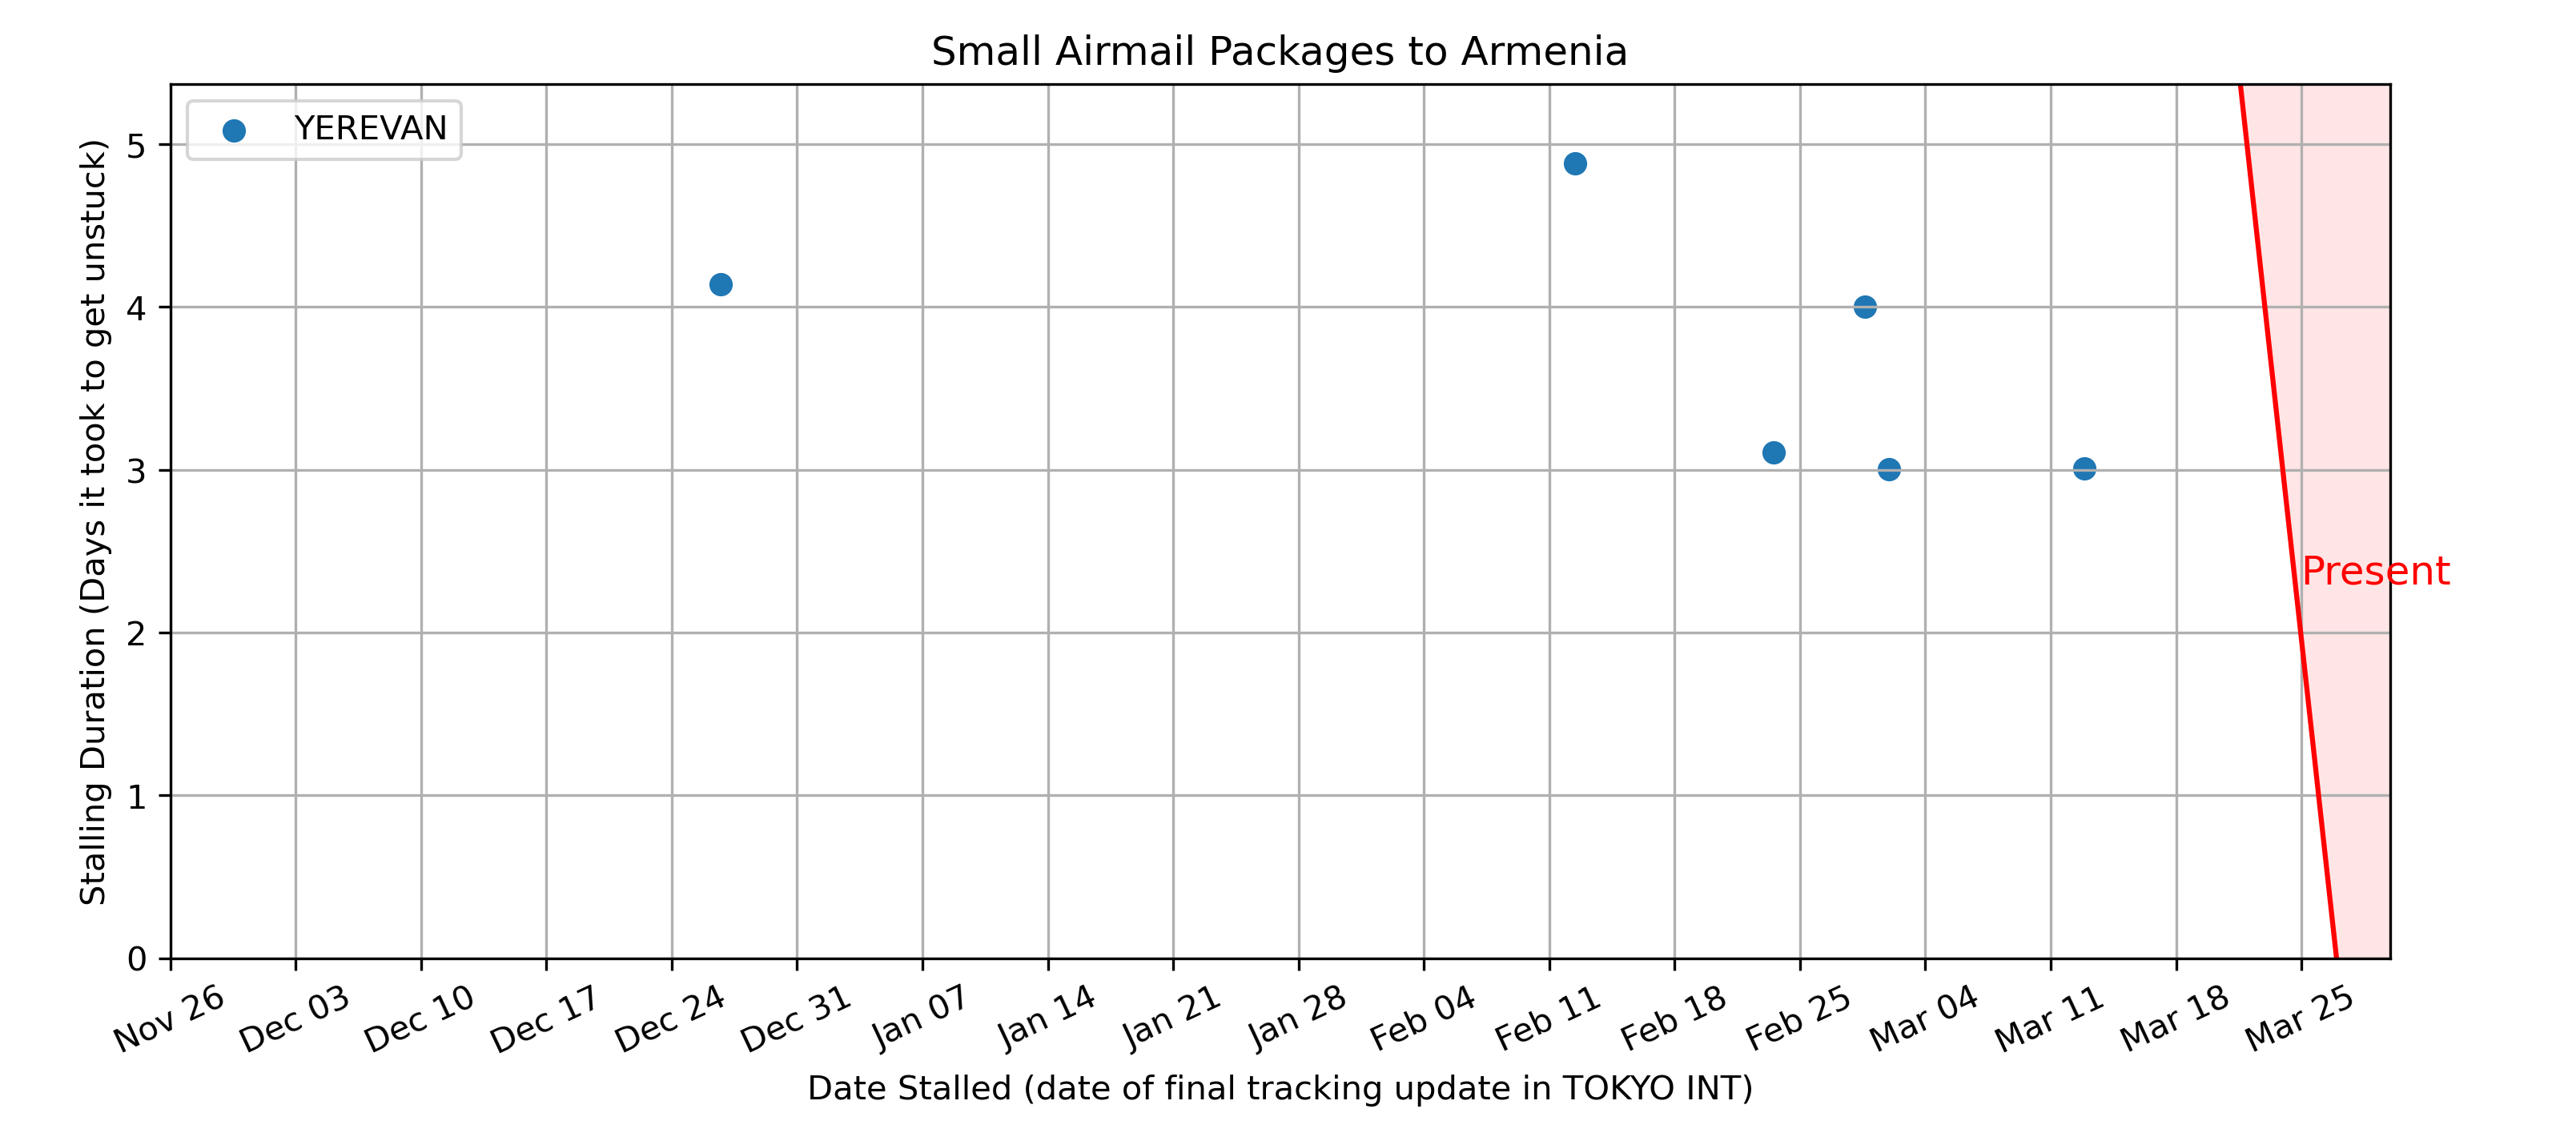 Small Airmail Packages to Armenia
YEREVAN
Stalling Duration (Days it took to get unstuck)
5
4
3
2
1
0
Present
Nov 26
Dec 03
Dec 10
Dec 17
Dec 24
Dec 31
Jan 07
Jan 14
Jan 21
Jan 28
Feb 04
Feb 11
Feb 18
Feb 25
Mar 04
Mar 11
Mar 18
Mar 25
Date Stalled (date of final tracking update in TOKYO INT)